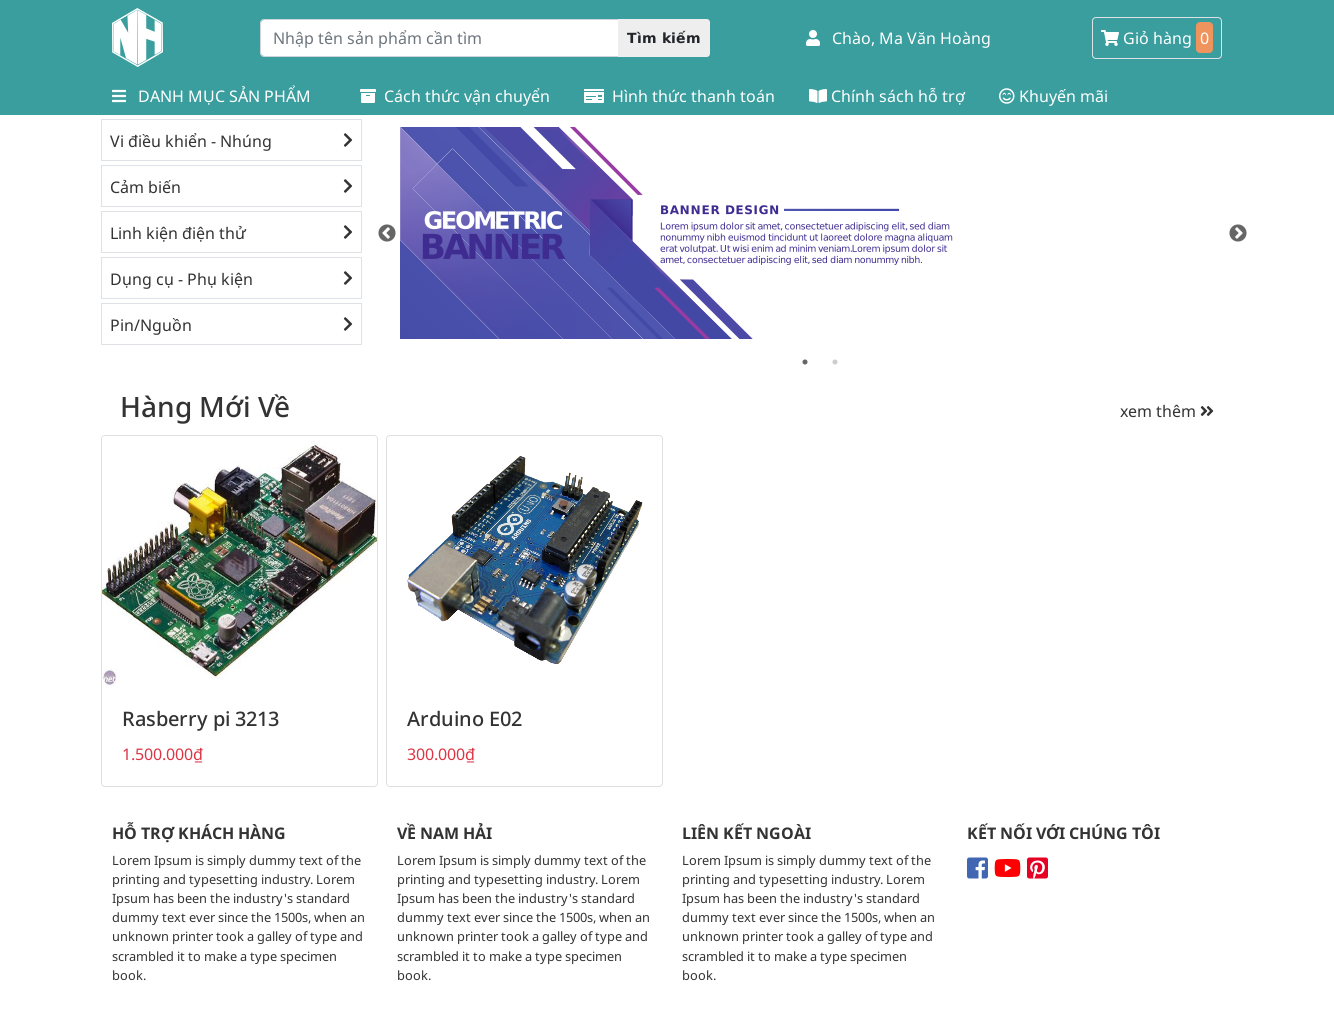 NH
Nhập tên sản phẩm cần tìm
Tìm kiếm
Chào, Ma Văn Hoàng
Giỏ hàng 0
DANH MỤC SẢN PHẨM
Cách thức vận chuyển
Hình thức thanh toán
Chính sách hỗ trợ
Khuyến mãi
Vi điều khiển - Nhúng
Cảm biến
Linh kiện điện thử
Dụng cụ - Phụ kiện
Pin/Nguồn
GEOMETRIC
BANNER
BANNER DESIGN
Lorem ipsum dolor sit amet, consectetuer adipiscing elit, sed diam
nonummy nibh euismod tincidunt ut laoreet dolore magna aliquam
erat volutpat. Ut wisi enim ad minim veniam.Lorem ipsum dolor sit
amet, consectetuer adipiscing elit, sed diam nonummy nibh.
Hàng Mới Về
xem thêm
ARDUINO
UNO
Rasberry pi 3213
1.500.000₫
Arduino E02
300.000₫
HỖ TRỢ KHÁCH HÀNG
Lorem Ipsum is simply dummy text of the
printing and typesetting industry. Lorem
Ipsum has been the industry's standard
dummy text ever since the 1500s, when an
unknown printer took a galley of type and
scrambled it to make a type specimen
book.
VỀ NAM HẢI
Lorem Ipsum is simply dummy text of the
printing and typesetting industry. Lorem
Ipsum has been the industry's standard
dummy text ever since the 1500s, when an
unknown printer took a galley of type and
scrambled it to make a type specimen
book.
LIÊN KẾT NGOÀI
Lorem Ipsum is simply dummy text of the
printing and typesetting industry. Lorem
Ipsum has been the industry's standard
dummy text ever since the 1500s, when an
unknown printer took a galley of type and
scrambled it to make a type specimen
book.
KẾT NỐI VỚI CHÚNG TÔI